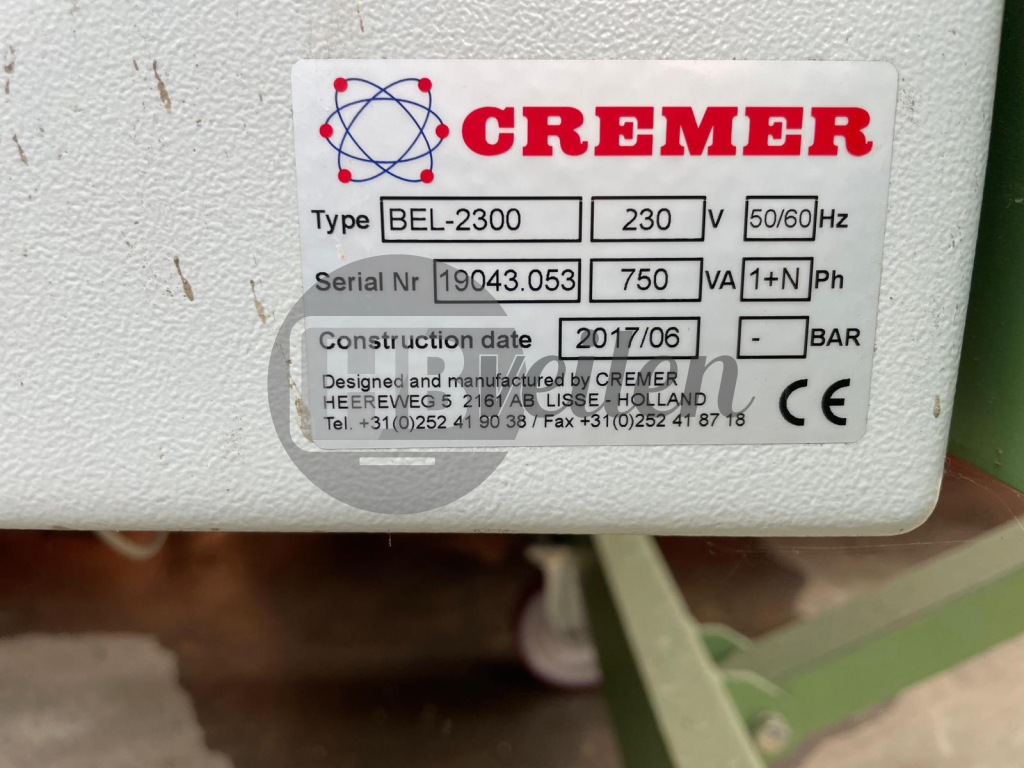 CREMER
Type BEL-2300 230 V 50/60 Hz
Serial Nr 19043.053 750 VA 1+N Ph
Construction date 2017/06 - BAR
Designed and manufactured by CREMER
HEEREWEG 5 2161 AB LISSE - HOLLAND
Tel. +31(0)252 41 90 38 / Fax +31(0)252 41 87 18
CE
HBveilen